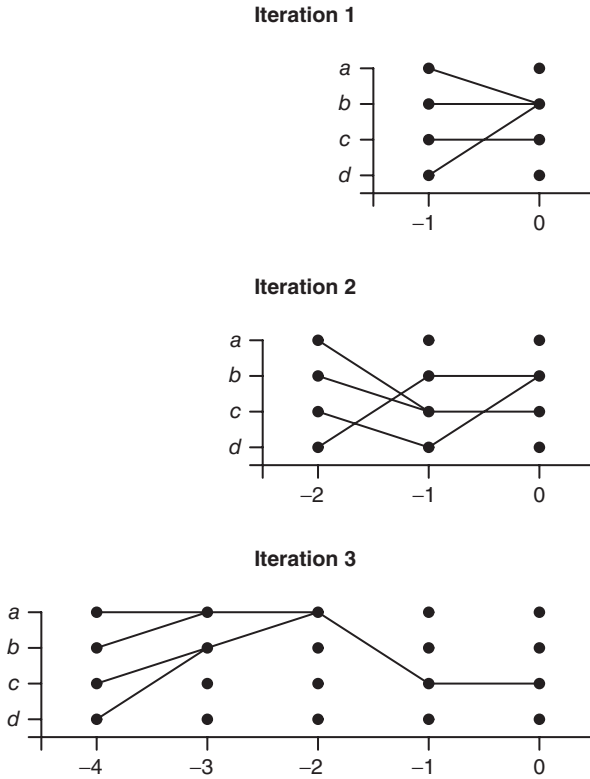 Iteration 1
a
b
c
d
−1 0
Iteration 2
a
b
c
d
−2 −1 0
Iteration 3
a
b
c
d
−4 −3 −2 −1 0